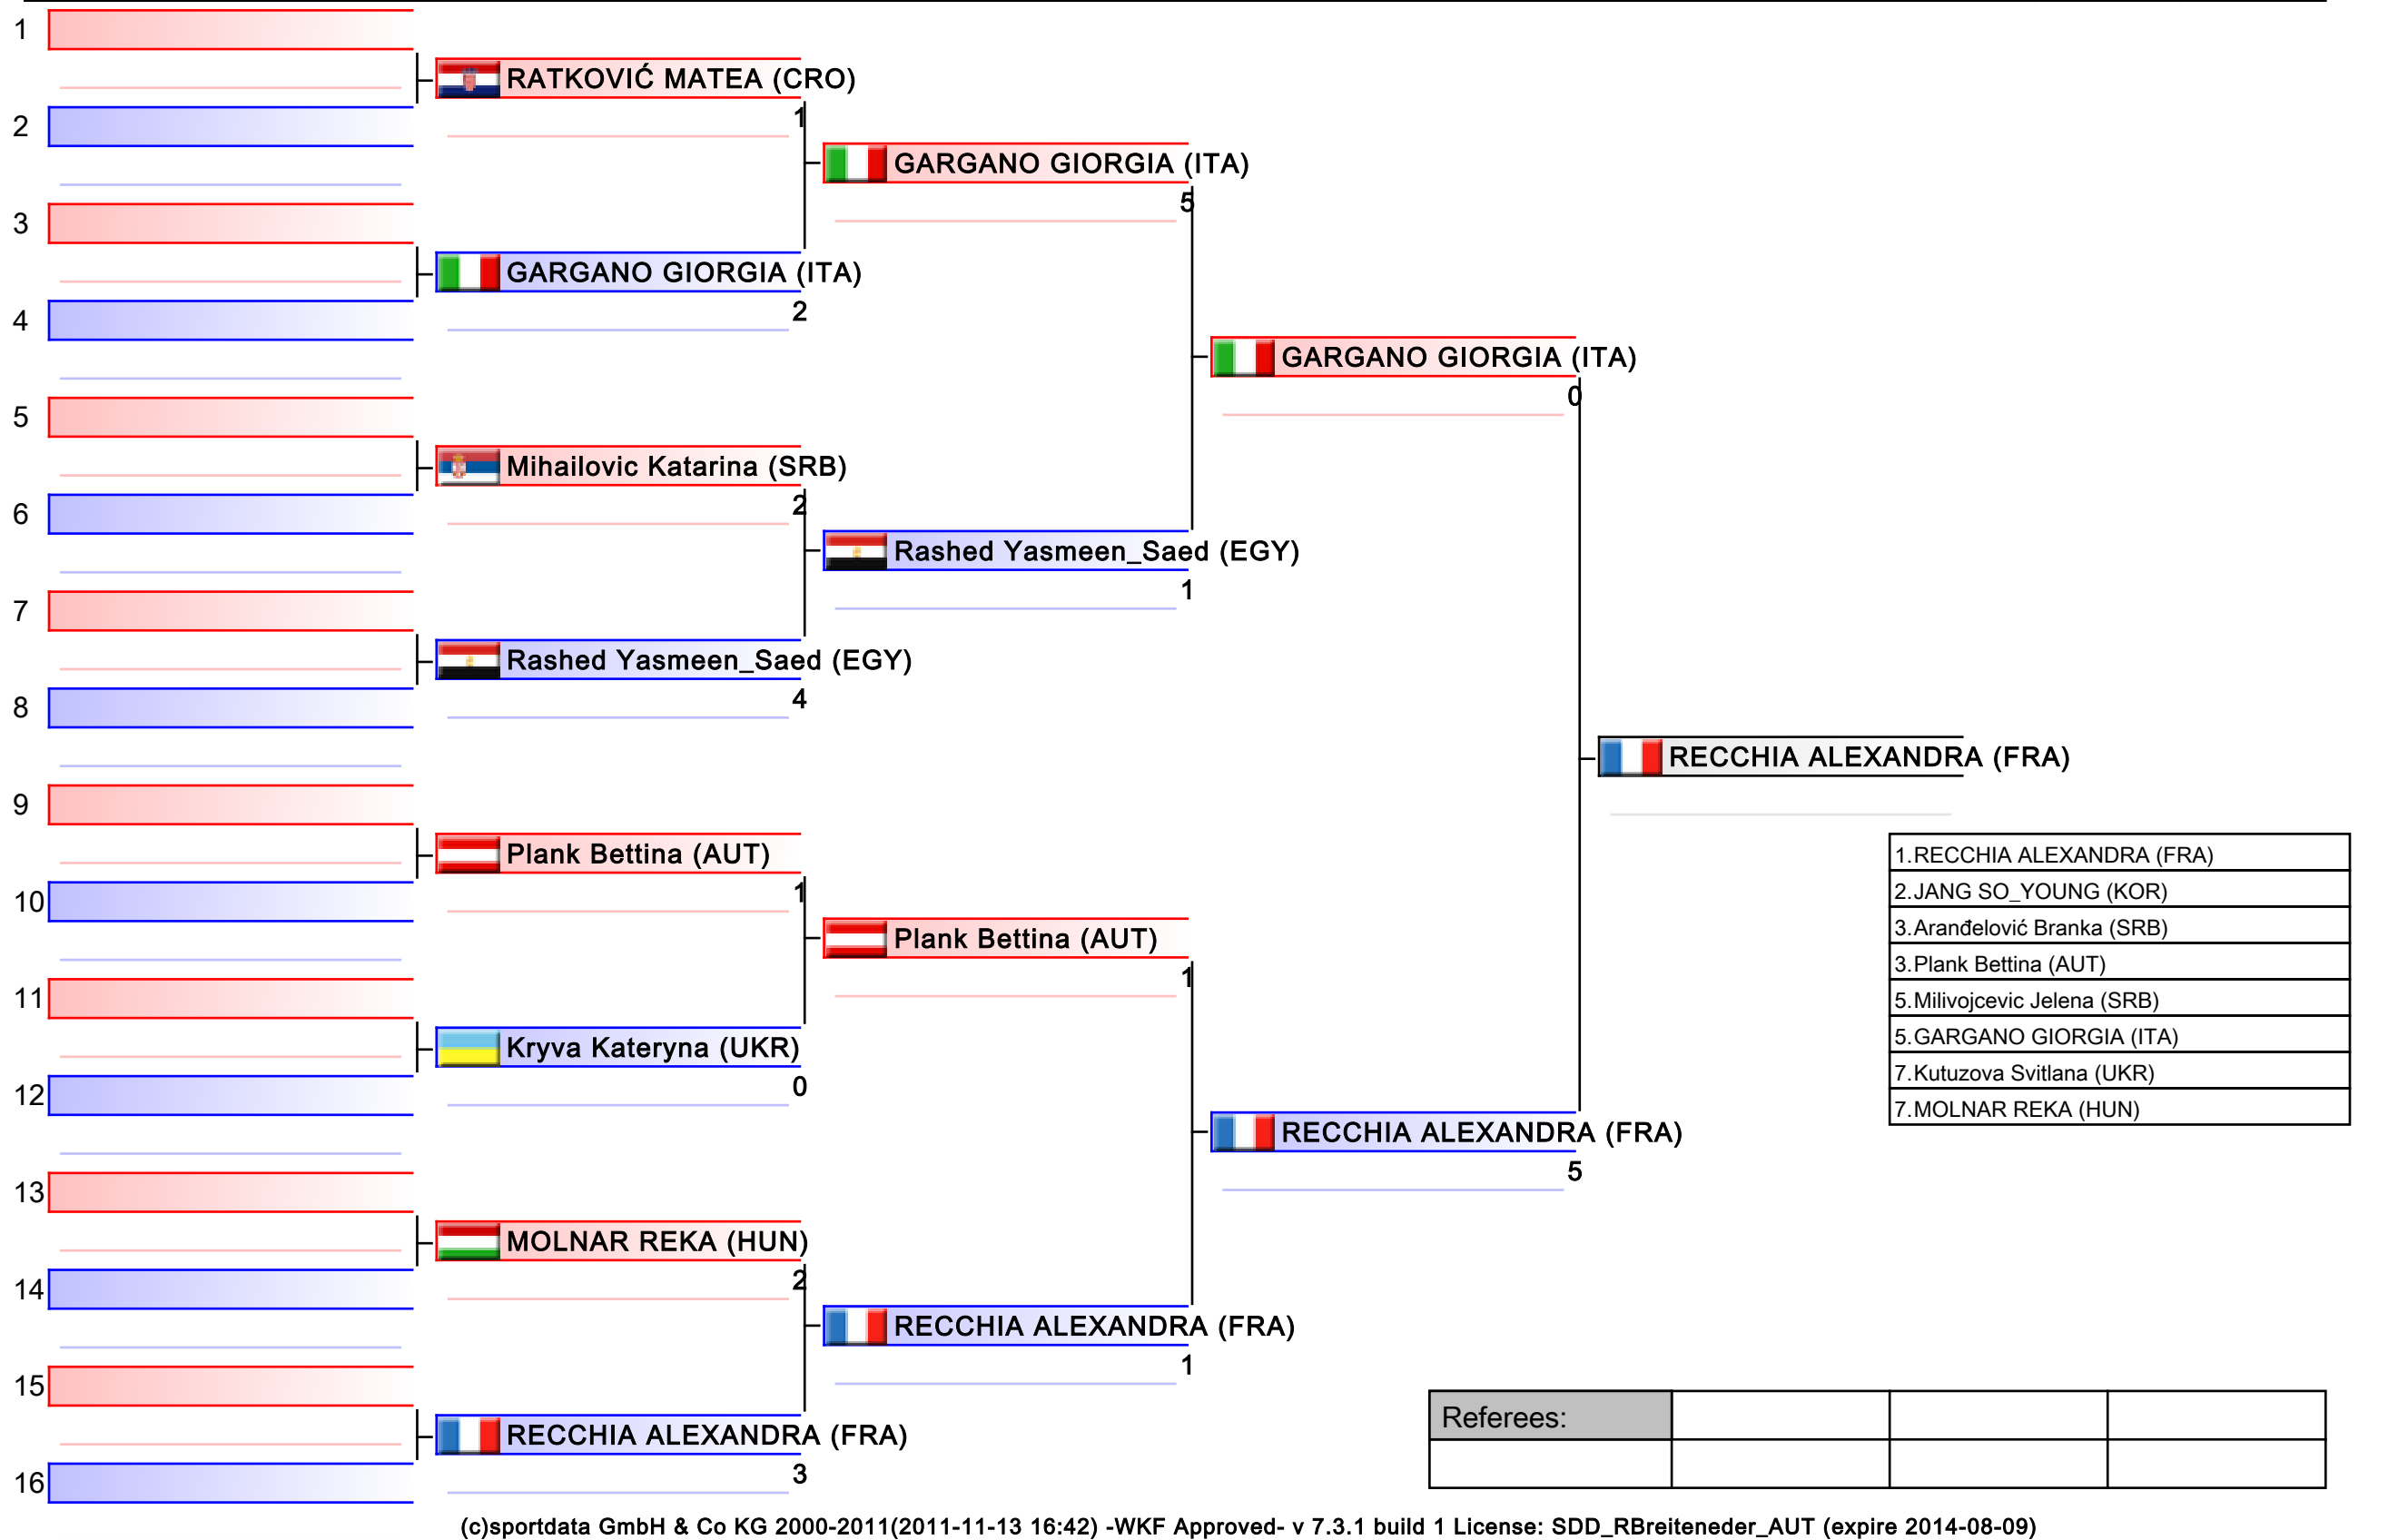 1
RATKOVIĆ MATEA (CRO)
1
2
GARGANO GIORGIA (ITA)
5
3
GARGANO GIORGIA (ITA)
2
4
GARGANO GIORGIA (ITA)
0
5
Mihailovic Katarina (SRB)
2
6
Rashed Yasmeen_Saed (EGY)
1
7
Rashed Yasmeen_Saed (EGY)
4
8
RECCHIA ALEXANDRA (FRA)
9
Plank Bettina (AUT)
1
10
Plank Bettina (AUT)
1
11
Kryva Kateryna (UKR)
0
12
RECCHIA ALEXANDRA (FRA)
5
13
MOLNAR REKA (HUN)
2
14
RECCHIA ALEXANDRA (FRA)
1
15
RECCHIA ALEXANDRA (FRA)
3
16
1.RECCHIA ALEXANDRA (FRA)
2.JANG SO_YOUNG (KOR)
3.Aranđelović Branka (SRB)
3.Plank Bettina (AUT)
5.Milivojcevic Jelena (SRB)
5.GARGANO GIORGIA (ITA)
7.Kutuzova Svitlana (UKR)
7.MOLNAR REKA (HUN)
Referees:
(c)sportdata GmbH & Co KG 2000-2011(2011-11-13 16:42) -WKF Approved- v 7.3.1 build 1 License: SDD_RBreiteneder_AUT (expire 2014-08-09)